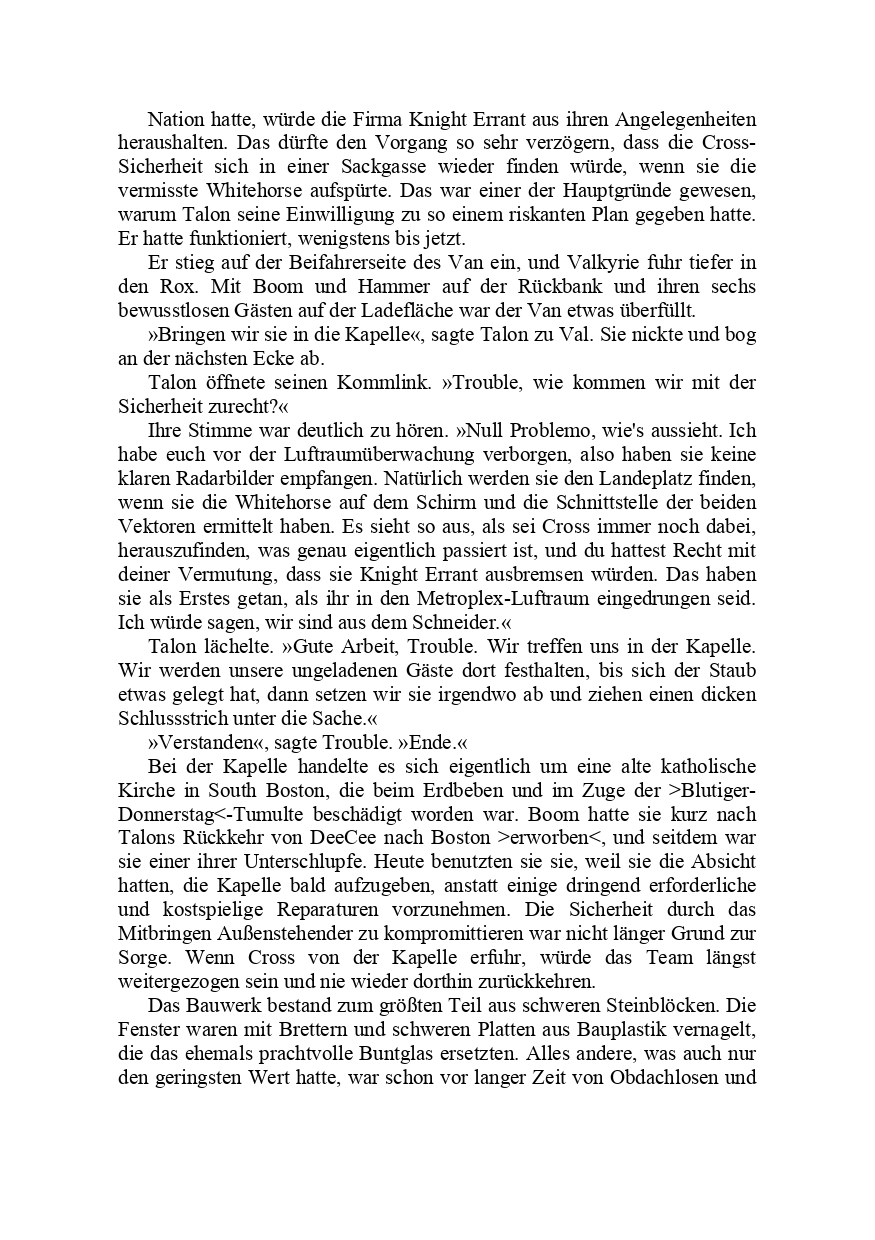 Nation hatte, würde die Firma Knight Errant aus ihren Angelegenheiten
heraushalten. Das dürfte den Vorgang so sehr verzögern, dass die Cross-
Sicherheit sich in einer Sackgasse wieder finden würde, wenn sie die
vermisste Whitehorse aufspürte. Das war einer der Hauptgründe gewesen,
warum Talon seine Einwilligung zu so einem riskanten Plan gegeben hatte.
Er hatte funktioniert, wenigstens bis jetzt.
Er stieg auf der Beifahrerseite des Van ein, und Valkyrie fuhr tiefer in
den Rox. Mit Boom und Hammer auf der Rückbank und ihren sechs
bewusstlosen Gästen auf der Ladefläche war der Van etwas überfüllt.
»Bringen wir sie in die Kapelle«, sagte Talon zu Val. Sie nickte und bog
an der nächsten Ecke ab.
Talon öffnete seinen Kommlink. »Trouble, wie kommen wir mit der
Sicherheit zurecht?«
Ihre Stimme war deutlich zu hören. »Null Problemo, wie's aussieht. Ich
habe euch vor der Luftraumüberwachung verborgen, also haben sie keine
klaren Radarbilder empfangen. Natürlich werden sie den Landeplatz finden,
wenn sie die Whitehorse auf dem Schirm und die Schnittstelle der beiden
Vektoren ermittelt haben. Es sieht so aus, als sei Cross immer noch dabei,
herauszufinden, was genau eigentlich passiert ist, und du hattest Recht mit
deiner Vermutung, dass sie Knight Errant ausbremsen würden. Das haben
sie als Erstes getan, als ihr in den Metroplex-Luftraum eingedrungen seid.
Ich würde sagen, wir sind aus dem Schneider.«
Talon lächelte. »Gute Arbeit, Trouble. Wir treffen uns in der Kapelle.
Wir werden unsere ungeladenen Gäste dort festhalten, bis sich der Staub
etwas gelegt hat, dann setzen wir sie irgendwo ab und ziehen einen dicken
Schlussstrich unter die Sache.«
»Verstanden«, sagte Trouble. »Ende.«
Bei der Kapelle handelte es sich eigentlich um eine alte katholische
Kirche in South Boston, die beim Erdbeben und im Zuge der >Blutiger-
Donnerstag<-Tumulte beschädigt worden war. Boom hatte sie kurz nach
Talons Rückkehr von DeeCee nach Boston >erworben<, und seitdem war
sie einer ihrer Unterschlupfe. Heute benutzten sie sie, weil sie die Absicht
hatten, die Kapelle bald aufzugeben, anstatt einige dringend erforderliche
und kostspielige Reparaturen vorzunehmen. Die Sicherheit durch das
Mitbringen Außenstehender zu kompromittieren war nicht länger Grund zur
Sorge. Wenn Cross von der Kapelle erfuhr, würde das Team längst
weitergezogen sein und nie wieder dorthin zurückkehren.
Das Bauwerk bestand zum größten Teil aus schweren Steinblöcken. Die
Fenster waren mit Brettern und schweren Platten aus Bauplastik vernagelt,
die das ehemals prachtvolle Buntglas ersetzten. Alles andere, was auch nur
den geringsten Wert hatte, war schon vor langer Zeit von Obdachlosen und